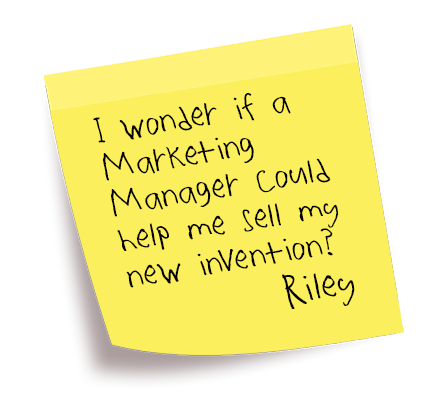 I wonder if a
Marketing
Manager Could
help me sell my
new invention?
Riley